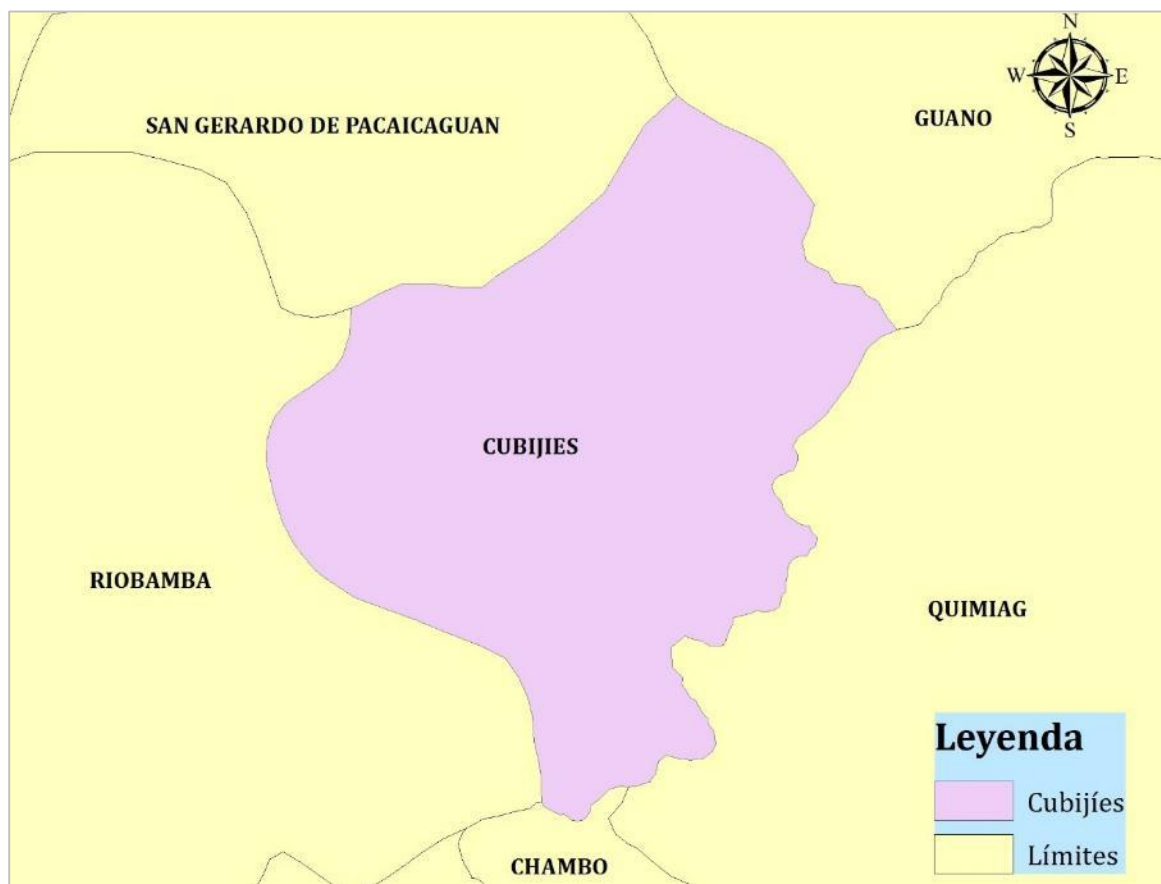 N
W E
S
SAN GERARDO DE PACAICAGUAN
GUANO
CUBIJIES
RIOBAMBA
QUIMIAG
CHAMBO
Leyenda
Cubijíes
Límites